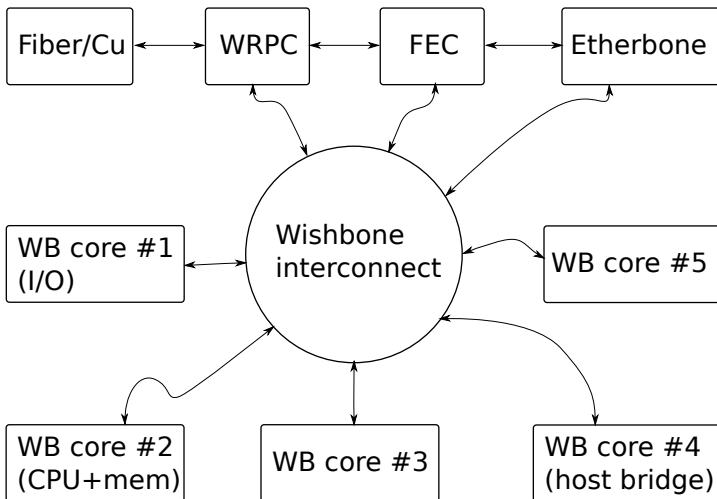 Fiber/Cu
WRPC
FEC
Etherbone
Wishbone
interconnect
WB core #1
(I/O)
WB core #5
WB core #2
(CPU+mem)
WB core #3
WB core #4
(host bridge)